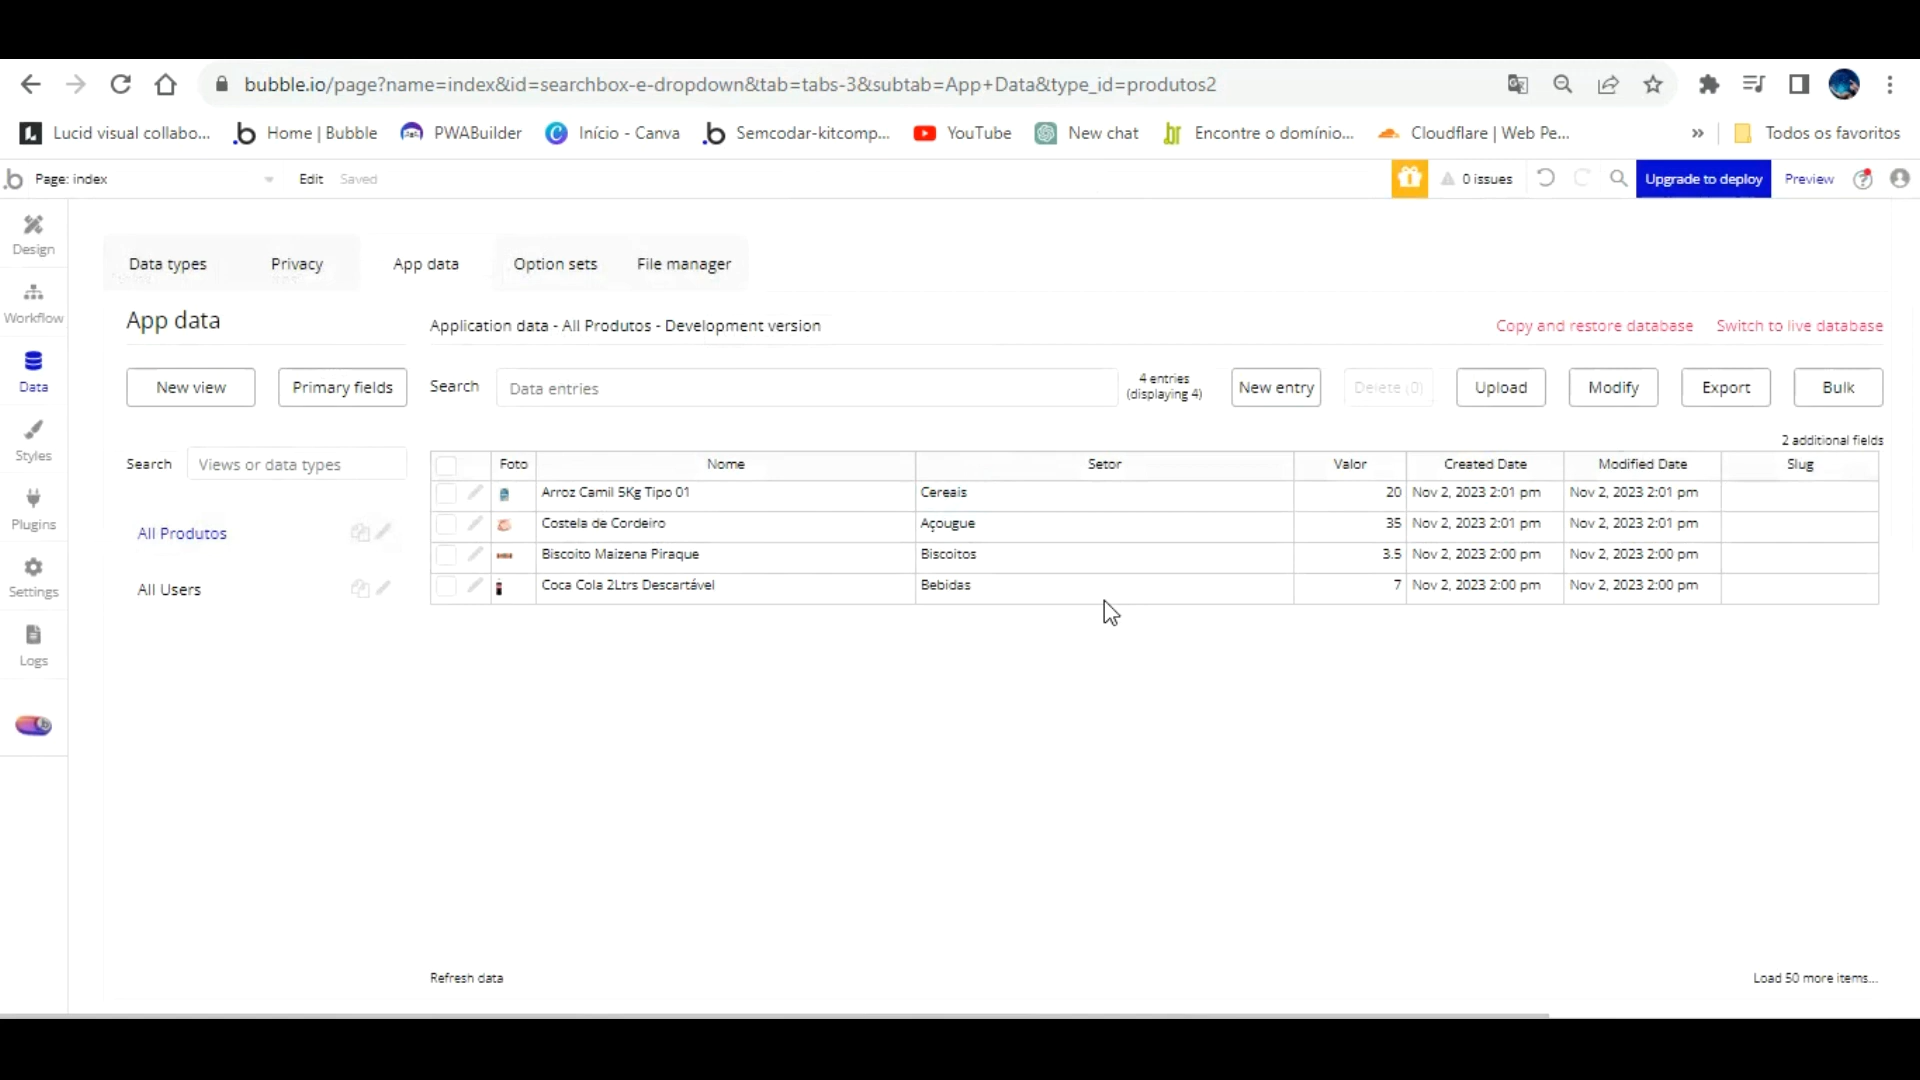 bubble.io/page?name=index&id=searchbox-e-dropdown&tab=tabs-3&subtab=App+Data&type_id=produtos2
Lucid visual collabo... Home | Bubble PWABuilder Início - Canva Semcodar-kitcomp... YouTube New chat Encontre o domínio... Cloudflare | Web Pe... » Todos os favoritos
Page: index Edit Saved 0 issues Upgrade to deploy Preview
Design
Workflow
Data
Styles
Plugins
Settings
Logs
Data types Privacy App data Option sets File manager
App data
Application data - All Produtos - Development version Copy and restore database Switch to live database
New view Primary fields Search Data entries 4 entries
(displaying 4)
New entry Delete (0) Upload Modify Export Bulk
2 additional fields
Search Views or data types
All Produtos
All Users
Foto Nome Setor Valor Created Date Modified Date Slug
Arroz Camil 5Kg Tipo 01 Cereais 20 Nov 2, 2023 2:01 pm Nov 2, 2023 2:01 pm
Costela de Cordeiro Açougue 35 Nov 2, 2023 2:01 pm Nov 2, 2023 2:01 pm
Biscoito Maizena Piraque Biscoitos 3.5 Nov 2, 2023 2:00 pm Nov 2, 2023 2:00 pm
Coca Cola 2Ltrs Descartável Bebidas 7 Nov 2, 2023 2:00 pm Nov 2, 2023 2:00 pm
Refresh data Load 50 more items...